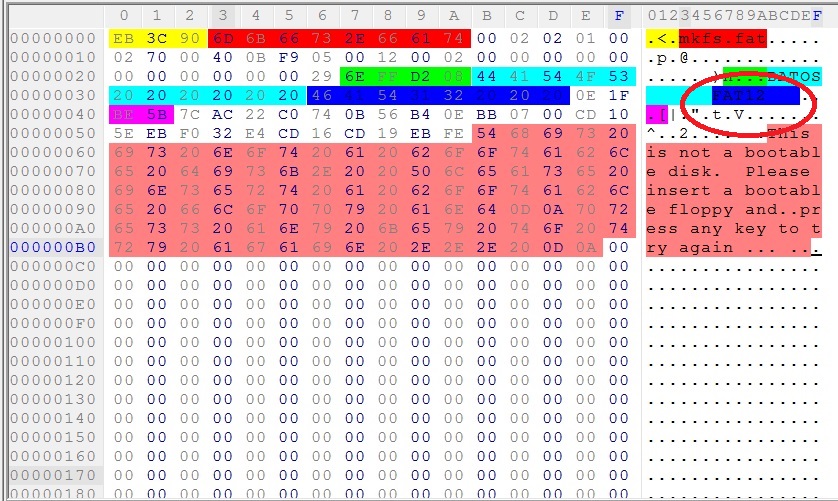 0 1 2 3 4 5 6 7 8 9 A B C D E F 0123456789ABCDEF
00000000 EB 3C 90 6D 6B 66 73 2E 66 61 74 00 02 02 01 00 .<.mkfs.fat.....
00000010 02 70 00 40 0B F9 05 00 12 00 02 00 00 00 00 00 .p.@............
00000020 00 00 00 00 00 00 29 6E FF D2 08 44 41 54 4F 53 ......)n...DATOS
00000030 20 20 20 20 20 20 46 41 54 31 32 20 20 20 0E 1F FAT12 ..
00000040 BE 5B 7C AC 22 C0 74 0B 56 B4 0E BB 07 00 CD 10 .[|.".t.V.......
00000050 5E EB F0 32 E4 CD 16 CD 19 EB FE 54 68 69 73 20 ^..2.......This
00000060 69 73 20 6E 6F 74 20 61 20 62 6F 6F 74 61 62 6C is not a bootabl
00000070 65 20 64 69 73 6B 2E 20 20 50 6C 65 61 73 65 20 e disk.  Please
00000080 69 6E 73 65 72 74 20 61 20 62 6F 6F 74 61 62 6C insert a bootabl
00000090 65 20 66 6C 6F 70 70 79 20 61 6E 64 0D 0A 70 72 e floppy and..pr
000000A0 65 73 73 20 61 6E 79 20 6B 65 79 20 74 6F 20 74 ess any key to t
000000B0 72 79 20 61 67 61 69 6E 20 2E 2E 2E 20 0D 0A 00 ry again ... ...
000000C0 00 00 00 00 00 00 00 00 00 00 00 00 00 00 00 00 ................
000000D0 00 00 00 00 00 00 00 00 00 00 00 00 00 00 00 00 ................
000000E0 00 00 00 00 00 00 00 00 00 00 00 00 00 00 00 00 ................
000000F0 00 00 00 00 00 00 00 00 00 00 00 00 00 00 00 00 ................
00000100 00 00 00 00 00 00 00 00 00 00 00 00 00 00 00 00 ................
00000110 00 00 00 00 00 00 00 00 00 00 00 00 00 00 00 00 ................
00000120 00 00 00 00 00 00 00 00 00 00 00 00 00 00 00 00 ................
00000130 00 00 00 00 00 00 00 00 00 00 00 00 00 00 00 00 ................
00000140 00 00 00 00 00 00 00 00 00 00 00 00 00 00 00 00 ................
00000150 00 00 00 00 00 00 00 00 00 00 00 00 00 00 00 00 ................
00000160 00 00 00 00 00 00 00 00 00 00 00 00 00 00 00 00 ................
00000170 00 00 00 00 00 00 00 00 00 00 00 00 00 00 00 00 ................
00000180 00 00 00 00 00 00 00 00 00 00 00 00 00 00 00 00 ................